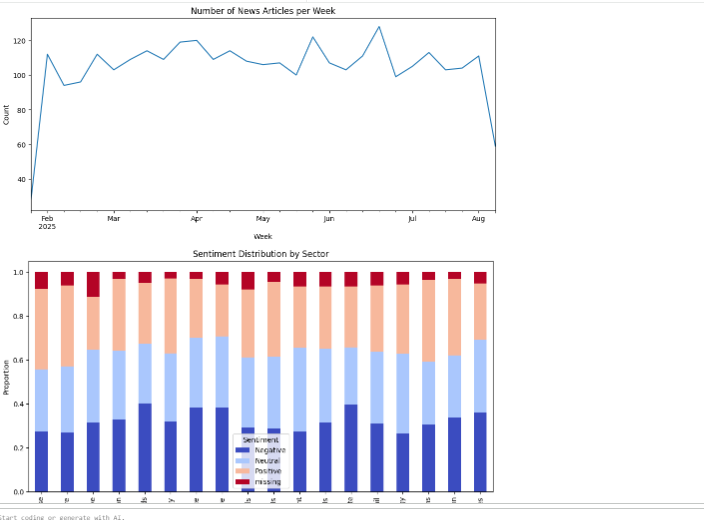 Number of News Articles per Week
120
100
80
60
40
Count
Feb Mar Apr May Jun Jul Aug
2025
Week
Sentiment Distribution by Sector
1.0
0.8
0.6
0.4
0.2
0.0
Proportion
Sentiment
Negative
Neutral
Positive
missing
Start coding or generate with AI.